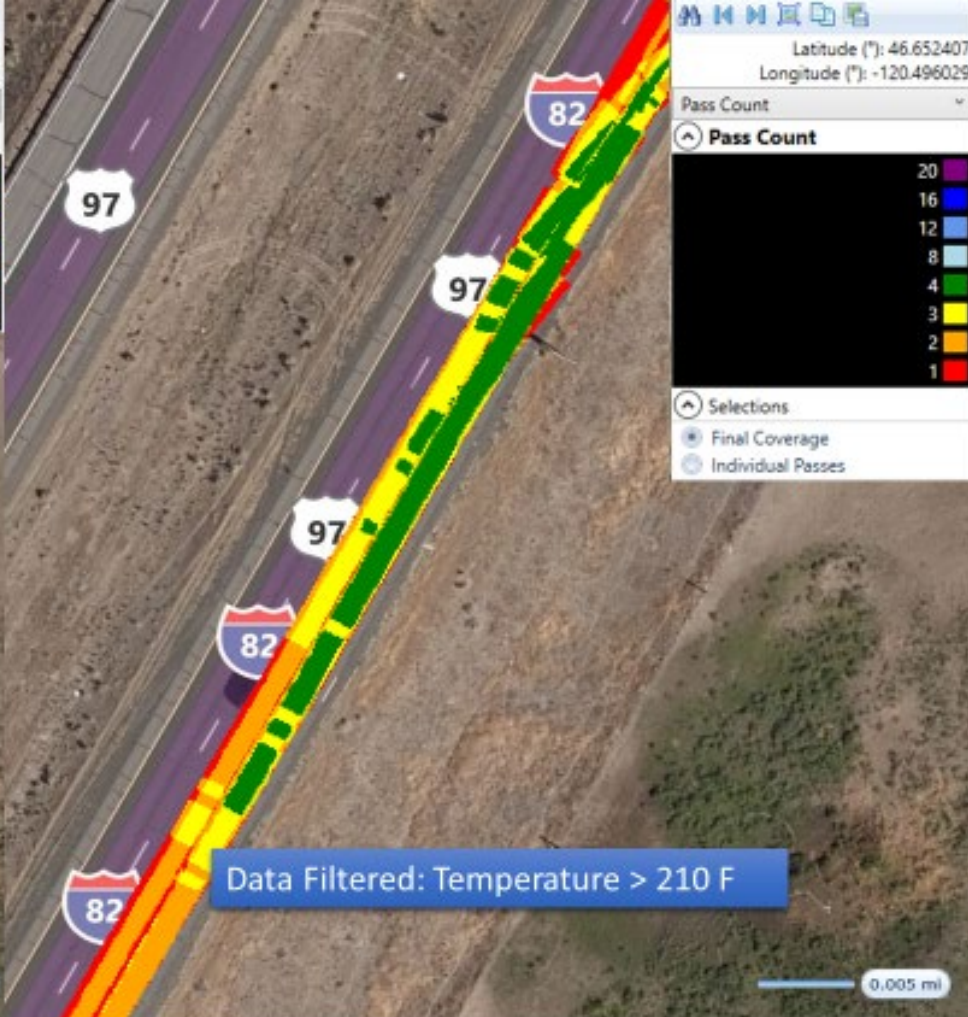 Latitude (°): 46.652407
Longitude (°): -120.496029
Pass Count
Pass Count
20
16
12
8
4
3
2
1
Selections
Final Coverage
Individual Passes
82
97
97
97
82
82
Data Filtered: Temperature > 210 F
0.005 mi